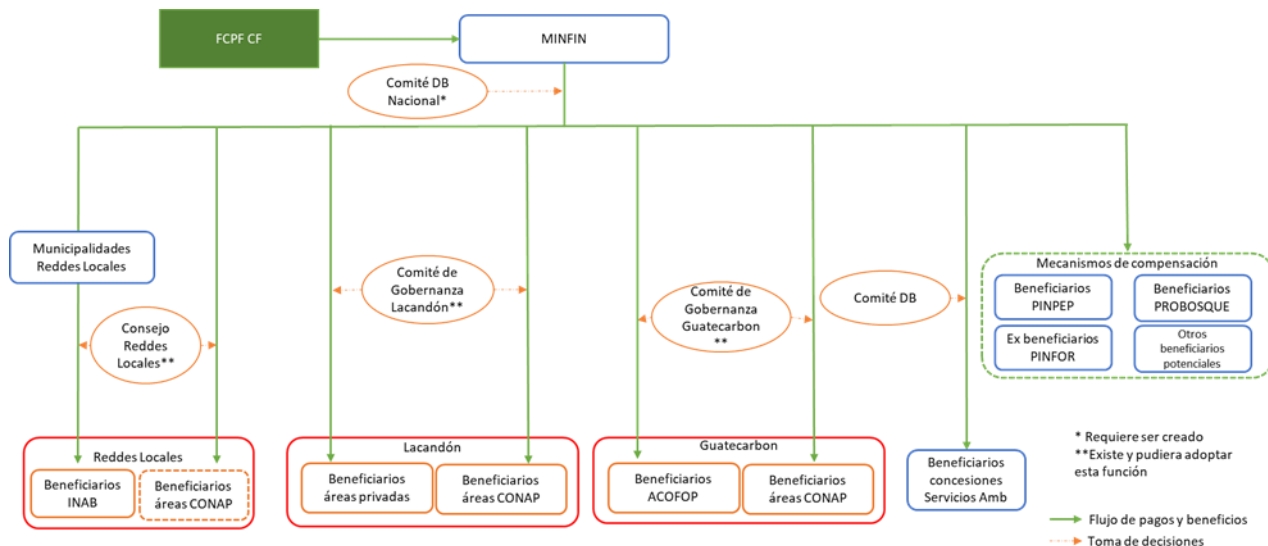 FCPF CF
MINFIN
Comité DB
Nacional*
Municipalidades
Reddes Locales
Consejo
Reddes
Locales**
Comité de
Gobernanza
Lacandón**
Comité de
Gobernanza
Guatecarbon
**
Comité DB
Mecanismos de compensación
Beneficiarios
PINPEP
Beneficiarios
PROBOSQUE
Ex beneficiarios
PINFOR
Otros
beneficiarios
potenciales
Reddes Locales
Beneficiarios
INAB
Beneficiarios
áreas CONAP
Lacandón
Beneficiarios
áreas privadas
Beneficiarios
áreas CONAP
Guatecarbon
Beneficiarios
ACOFOP
Beneficiarios
áreas CONAP
Beneficiarios
concesiones
Servicios Amb
* Requiere ser creado
**Existe y pudiera adoptar
esta función
Flujo de pagos y beneficios
Toma de decisiones